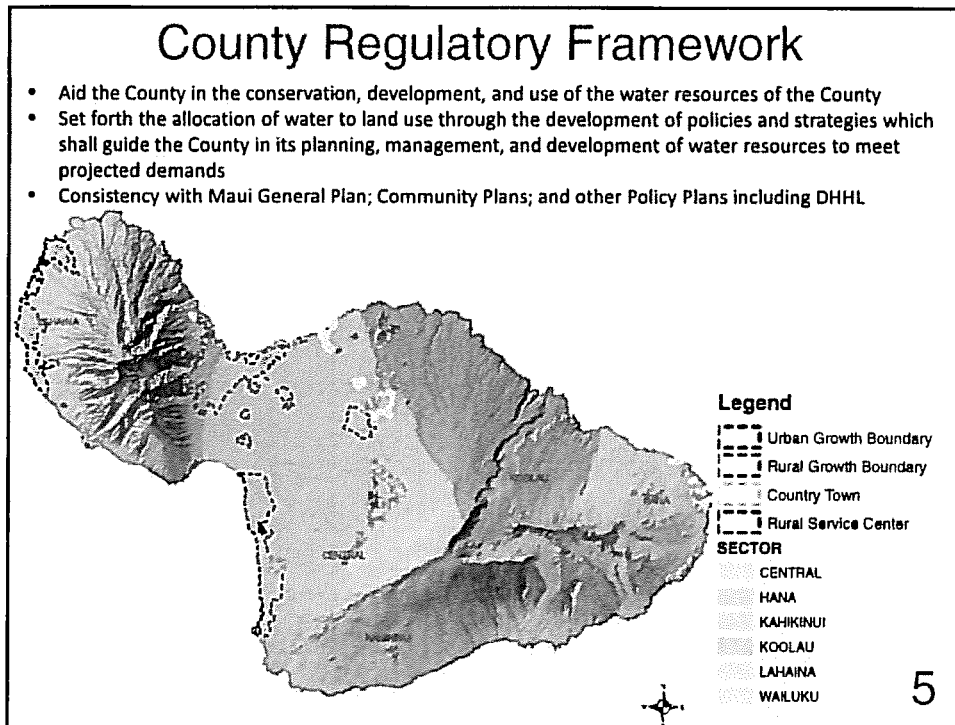 County Regulatory Framework
• Aid the County in the conservation, development, and use of the water resources of the County
• Set forth the allocation of water to land use through the development of policies and strategies which
shall guide the County in its planning, management, and development of water resources to meet
projected demands
• Consistency with Maui General Plan; Community Plans; and other Policy Plans including DHHL
CENTRAL
Legend
Urban Growth Boundary
Rural Growth Boundary
Country Town
Rural Service Center
SECTOR
CENTRAL
HANA
KAHIKINUI
KOOLAU
LAHAINA
WAILUKU
5